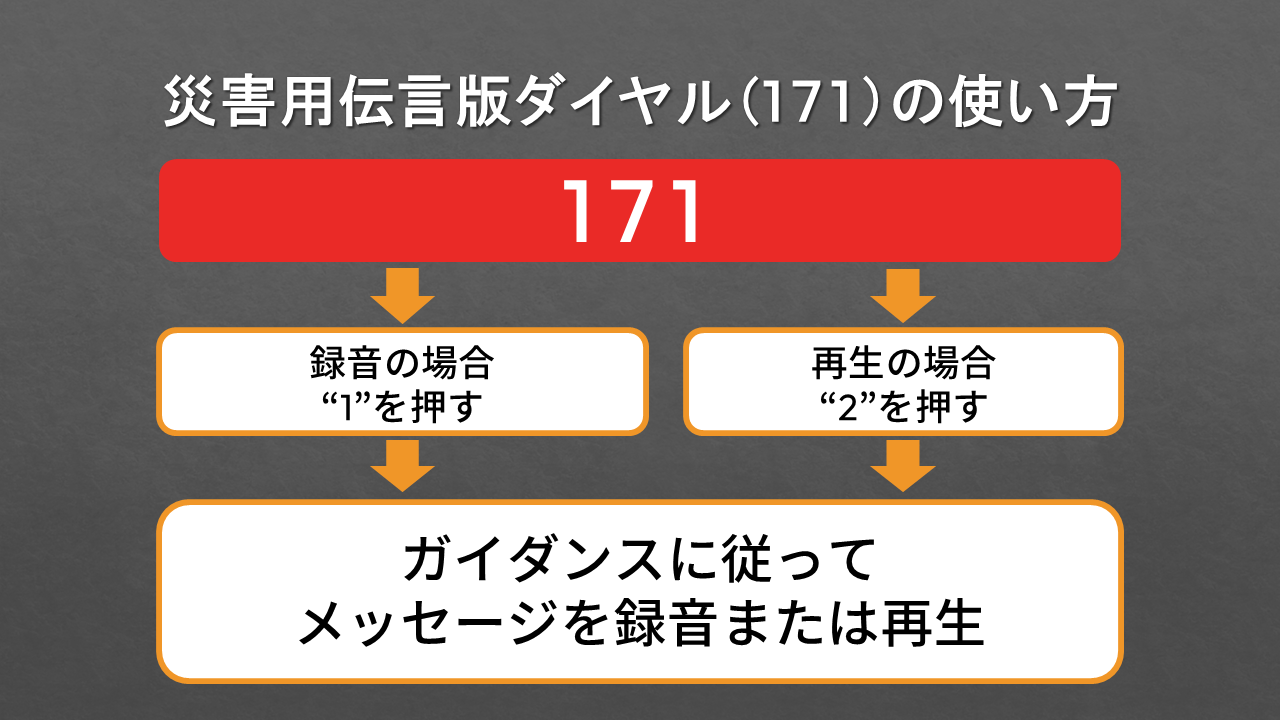 災害用伝言版ダイヤル（171）の使い方
171
録音の場合
“1”を押す
再生の場合
“2”を押す
ガイダンスに従って
メッセージを録音または再生